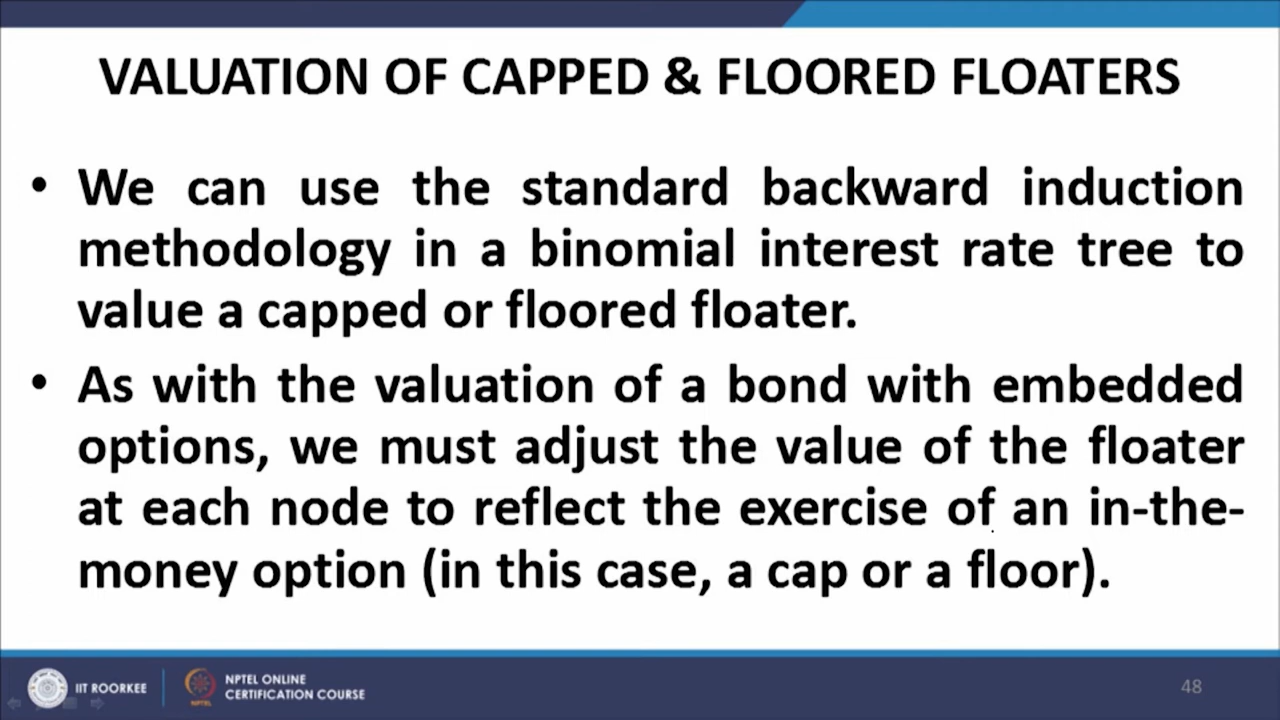 VALUATION OF CAPPED & FLOORED FLOATERS
• We can use the standard backward induction
methodology in a binomial interest rate tree to
value a capped or floored floater.
• As with the valuation of a bond with embedded
options, we must adjust the value of the floater
at each node to reflect the exercise of an in-the-
money option (in this case, a cap or a floor).
IIT ROORKEE
NPTEL ONLINE
CERTIFICATION COURSE
48